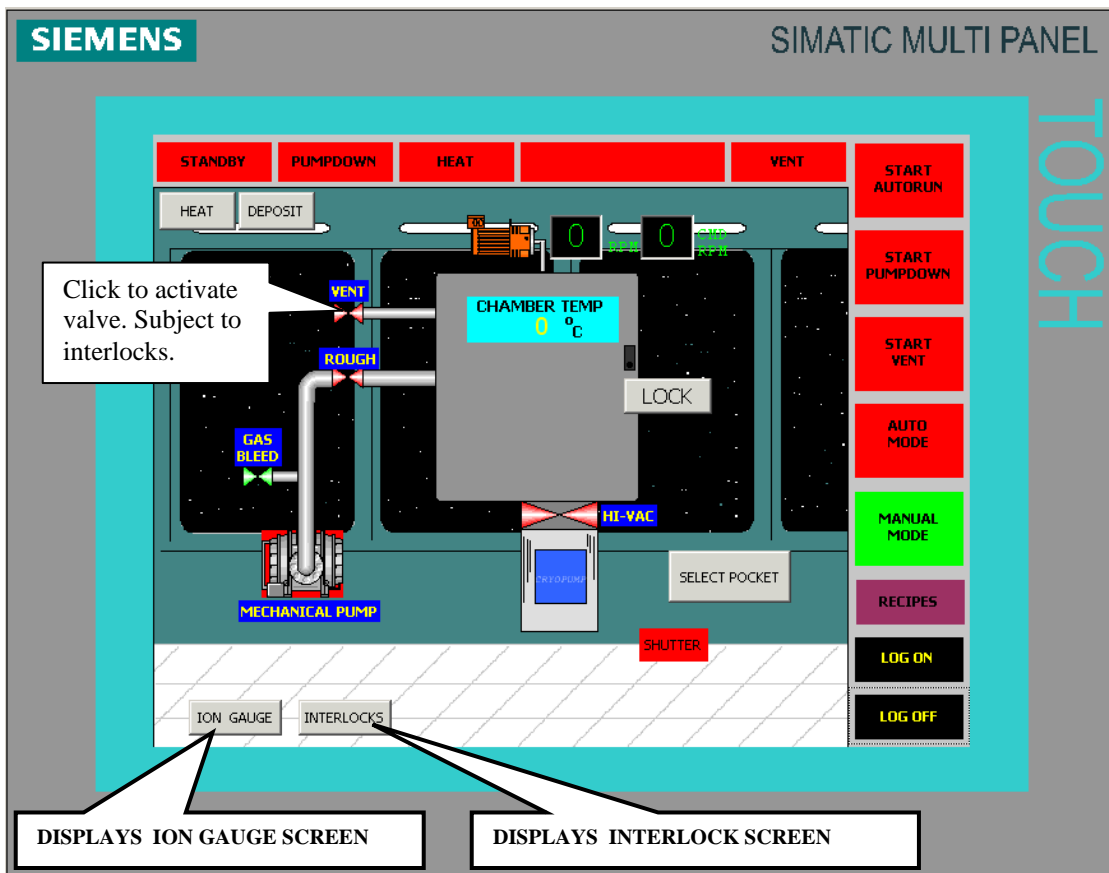 SIEMENS
SIMATIC MULTI PANEL
TOUCH
STANDBY
PUMPDOWN
HEAT
VENT
START
AUTORUN
HEAT
DEPOSIT
0
RPM
0
CMD
RPM
START
PUMPDOWN
Click to activate
valve. Subject to
interlocks.
VENT
CHAMBER TEMP
0 °C
START
VENT
ROUGH
LOCK
AUTO
MODE
GAS
BLEED
HI-VAC
MANUAL
MODE
CRYOPUMP
SELECT POCKET
MECHANICAL PUMP
RECIPES
SHUTTER
LOG ON
ION GAUGE
INTERLOCKS
LOG OFF
DISPLAYS ION GAUGE SCREEN
DISPLAYS INTERLOCK SCREEN